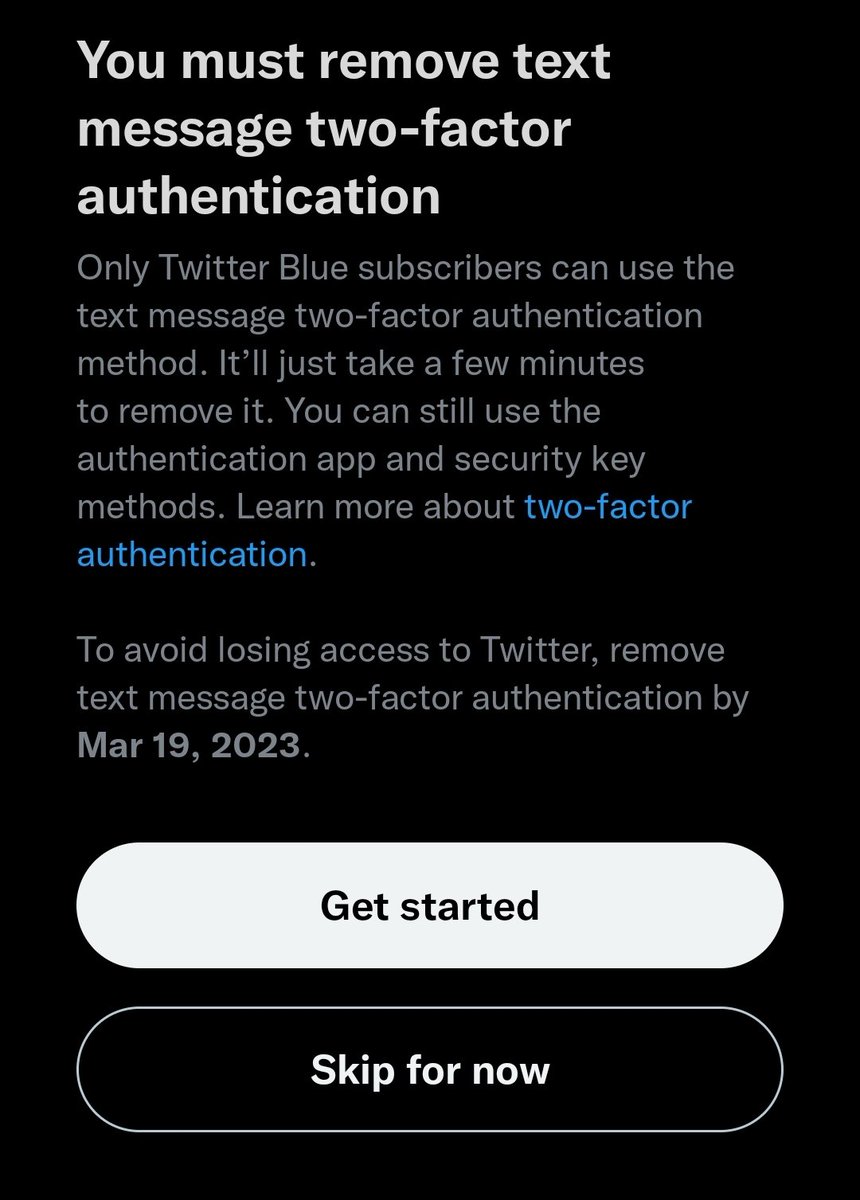 You must remove text
message two-factor
authentication
Only Twitter Blue subscribers can use the
text message two-factor authentication
method. It’ll just take a few minutes
to remove it. You can still use the
authentication app and security key
methods. Learn more about two-factor
authentication.
To avoid losing access to Twitter, remove
text message two-factor authentication by
Mar 19, 2023.
Get started
Skip for now